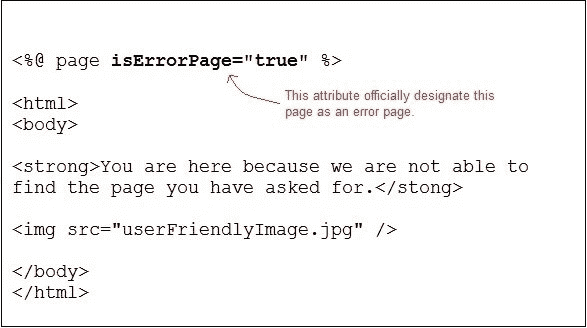 <%@ page isErrorPage="true" %>
This attribute officially designate this
page as an error page.
<html>
<body>
<strong>You are here because we are not able to
find the page you have asked for.</stong>
<img src="userFriendlyImage.jpg" />
</body>
</html>